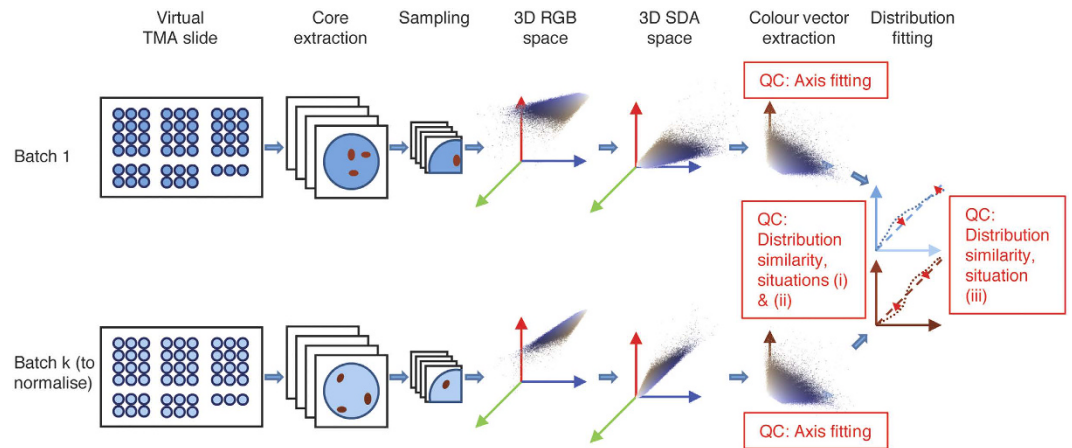 Virtual
TMA slide
Core
extraction
Sampling
3D RGB
space
3D SDA
space
Colour vector
extraction
Distribution
fitting
QC: Axis fitting
Batch 1
QC:
Distribution
similarity,
situations (i)
& (ii)
QC:
Distribution
similarity,
situation
(iii)
Batch k (to
normalise)
QC: Axis fitting